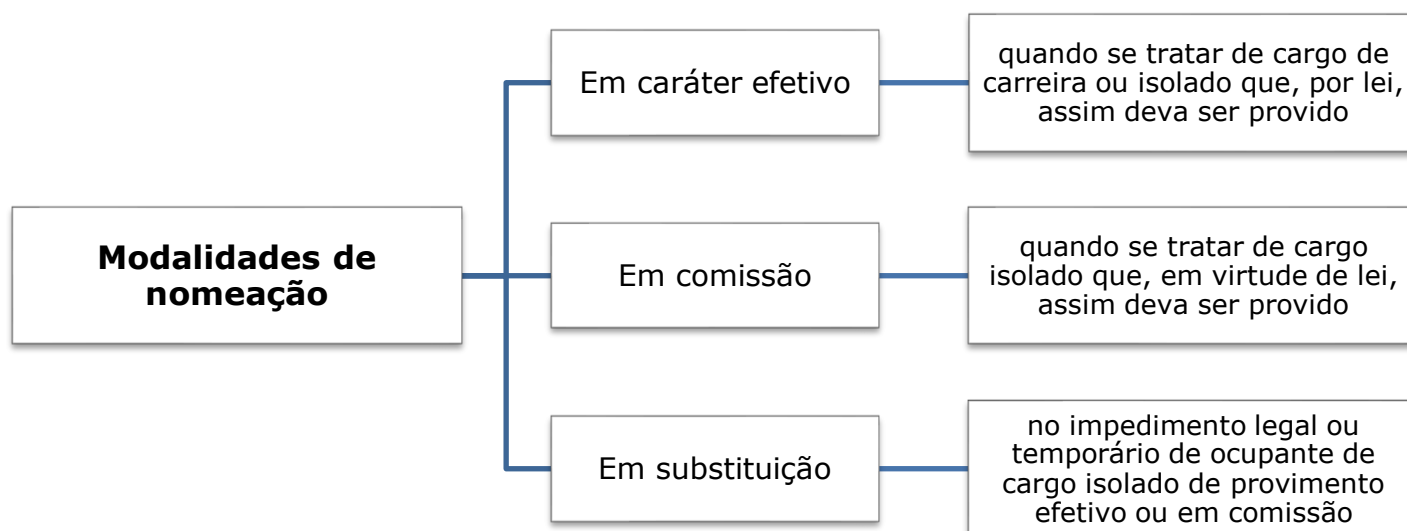 Modalidades de
nomeação
Em caráter efetivo
quando se tratar de cargo de
carreira ou isolado que, por lei,
assim deva ser provido
Em comissão
quando se tratar de cargo
isolado que, em virtude de lei,
assim deva ser provido
Em substituição
no impedimento legal ou
temporário de ocupante de
cargo isolado de provimento
efetivo ou em comissão